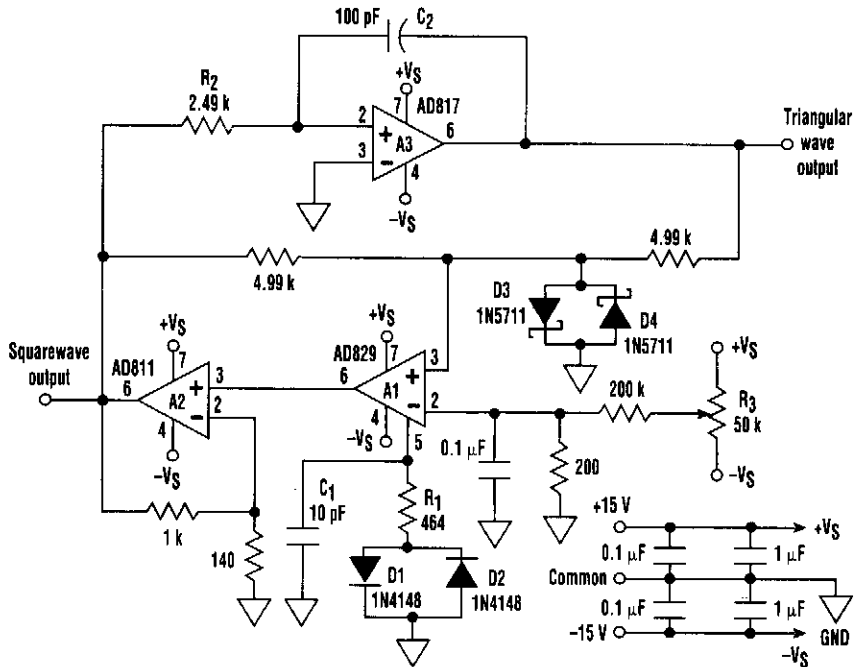 100 pF
C2
R2
2.49 k
+VS
7
AD817
2
+
A3
6
3
−
4
−VS
Triangular
wave
output
4.99 k
4.99 k
D3
1N5711
D4
1N5711
+VS
AD811
7
Squarewave
output
6
+
3
A2
−
2
4
−VS
+VS
AD829
7
6
+
3
A1
−
2
4
−VS
5
200 k
+VS
R3
50 k
−VS
0.1 µF
200
C1
10 pF
R1
464
1 k
140
D1
1N4148
D2
1N4148
+15 V
+VS
0.1 µF
1 µF
Common
0.1 µF
1 µF
GND
−15 V
−VS